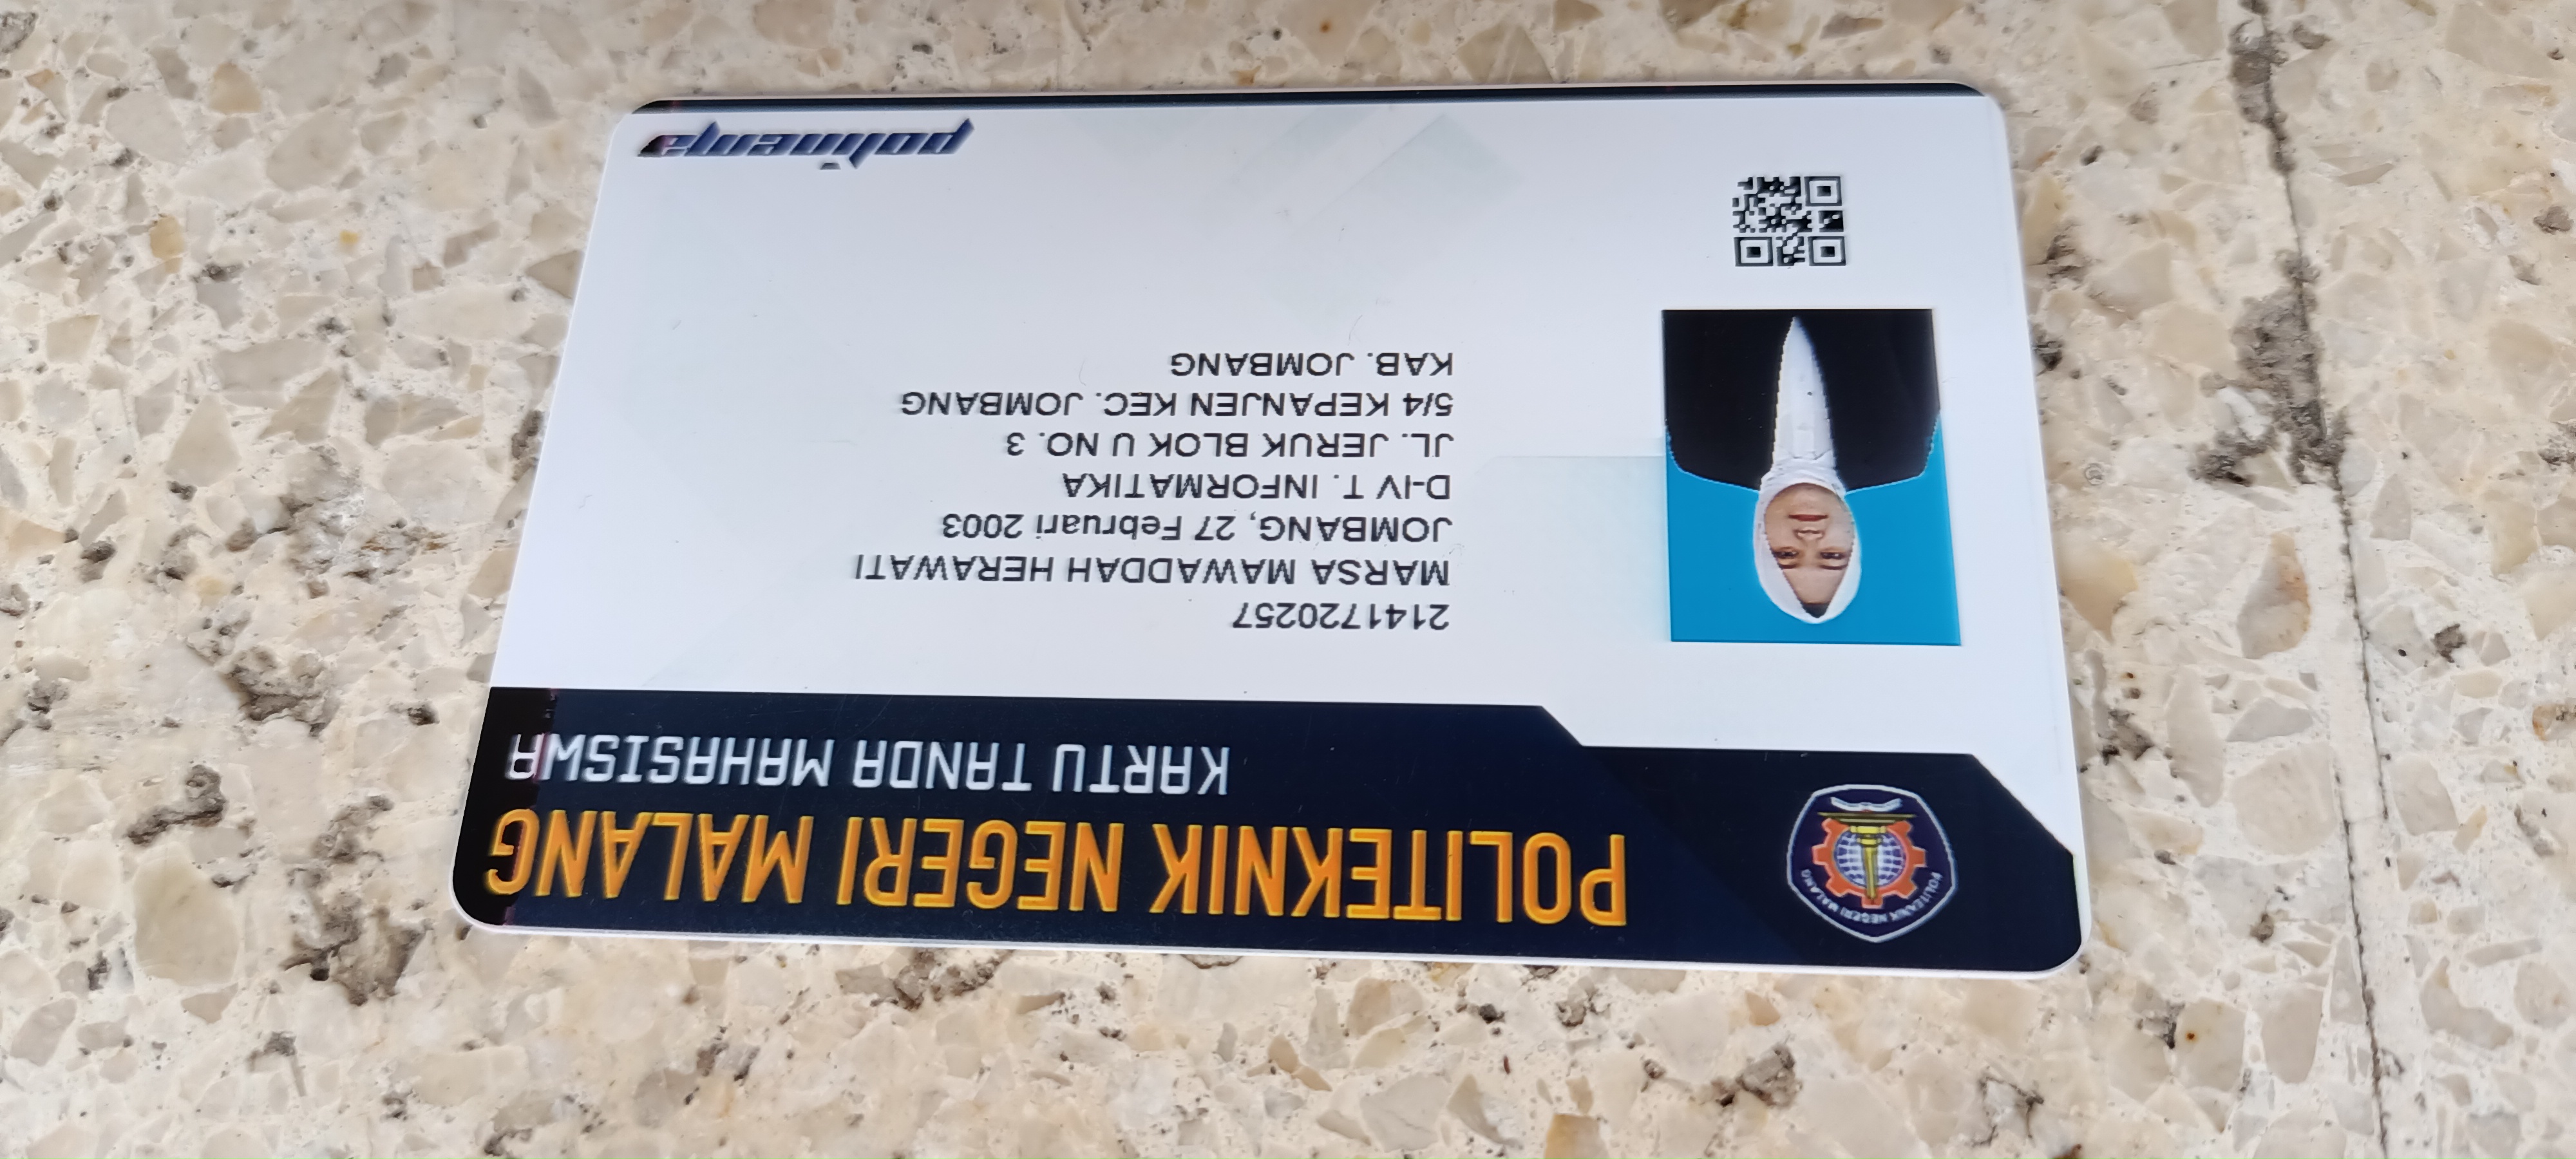 POLITEKNIK NEGERI MALANG
POLITEKNIK NEGERI MALANG
KARTU TANDA MAHASISWA
2141720257
MARSA MAWADDAH HERAWATI
JOMBANG, 27 Februari 2003
D-IV T. INFORMATIKA
JL. JERUK BLOK U NO. 3
5/4 KEPANJEN KEC. JOMBANG
KAB. JOMBANG
polinema